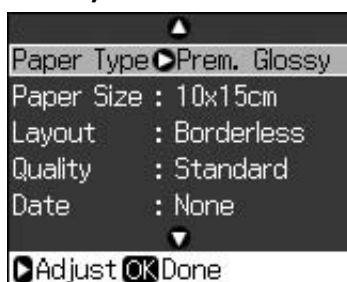 Paper Type Prem. Glossy
Paper Size : 10x15cm
Layout : Borderless
Quality : Standard
Date : None
Adjust OK Done